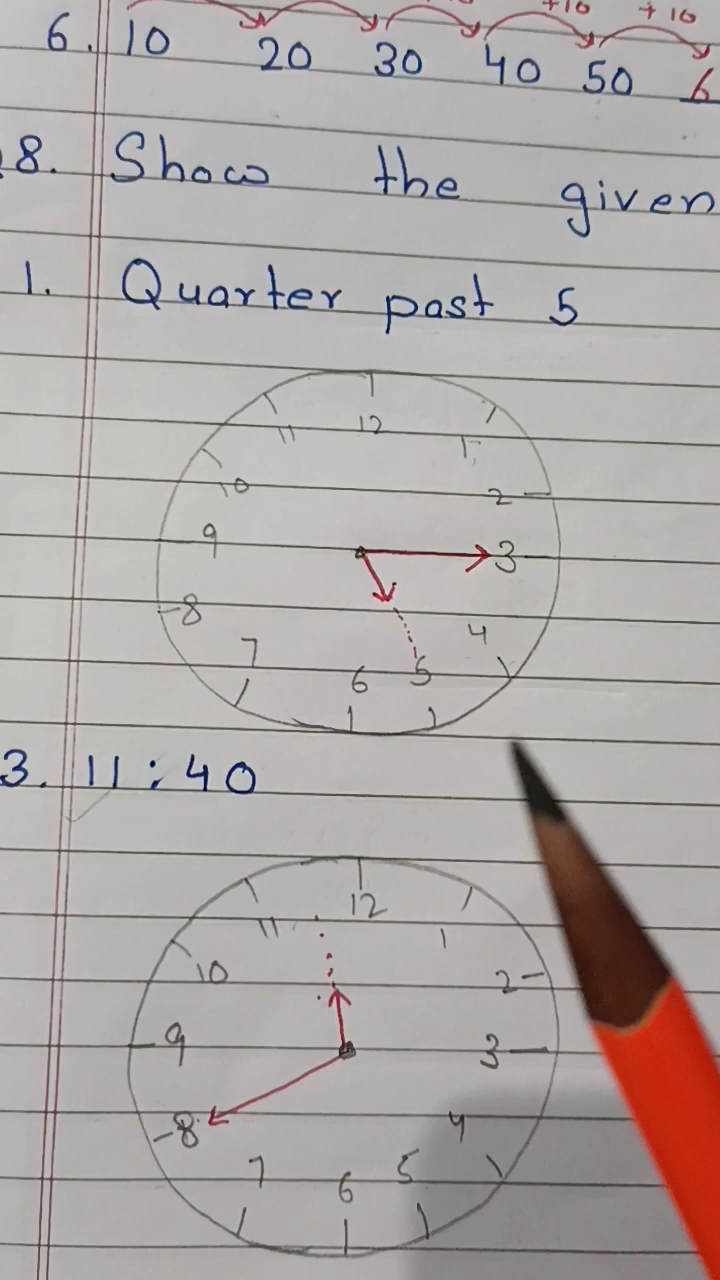 +10 +10
6. 10 20 30 40 50 6
8. Show the given
1. Quarter past 5
12
11 1
10 2
9 3
8 4
7 6 5
3. 11:40
12
11 1
10 2
9 3
8 4
7 6 5